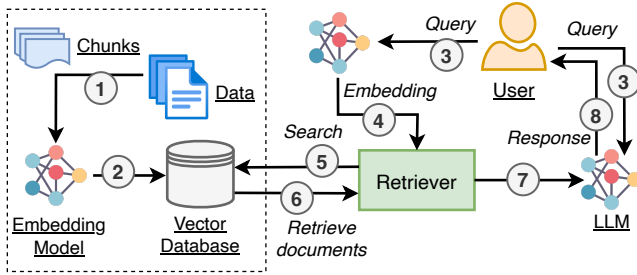 Chunks
1
Data
Embedding
Model
2
Vector
Database
Query
3
User
Query
3
Embedding
4
Search
5
6
Retrieve
documents
Retriever
7
Response
8
LLM